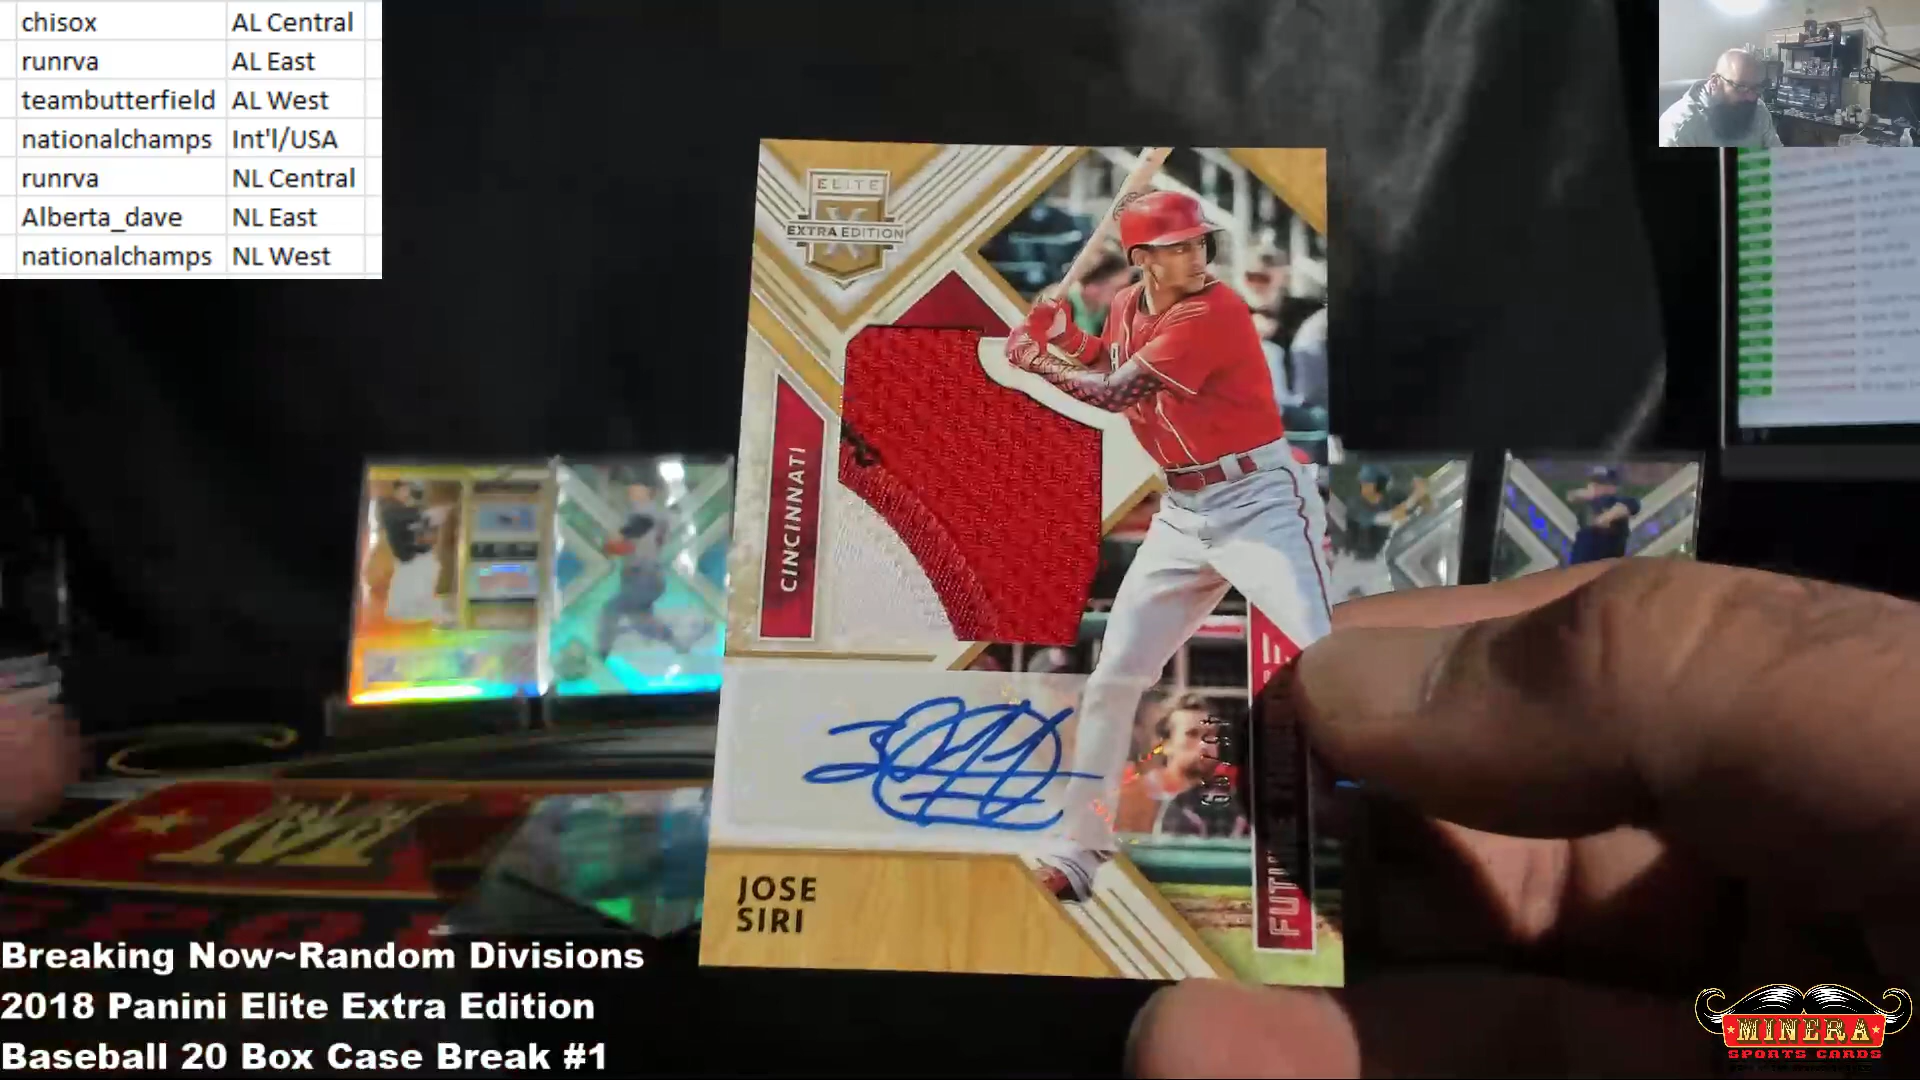 chisox AL Central
runrva AL East
teambutterfield AL West
nationalchamps Int'l/USA
runrva NL Central
Alberta_dave NL East
nationalchamps NL West
ELITE
X
EXTRA EDITION
CINCINNATI
JOSE
SIRI
Breaking Now~Random Divisions
2018 Panini Elite Extra Edition
Baseball 20 Box Case Break #1
MINERA
SPORTS CARDS